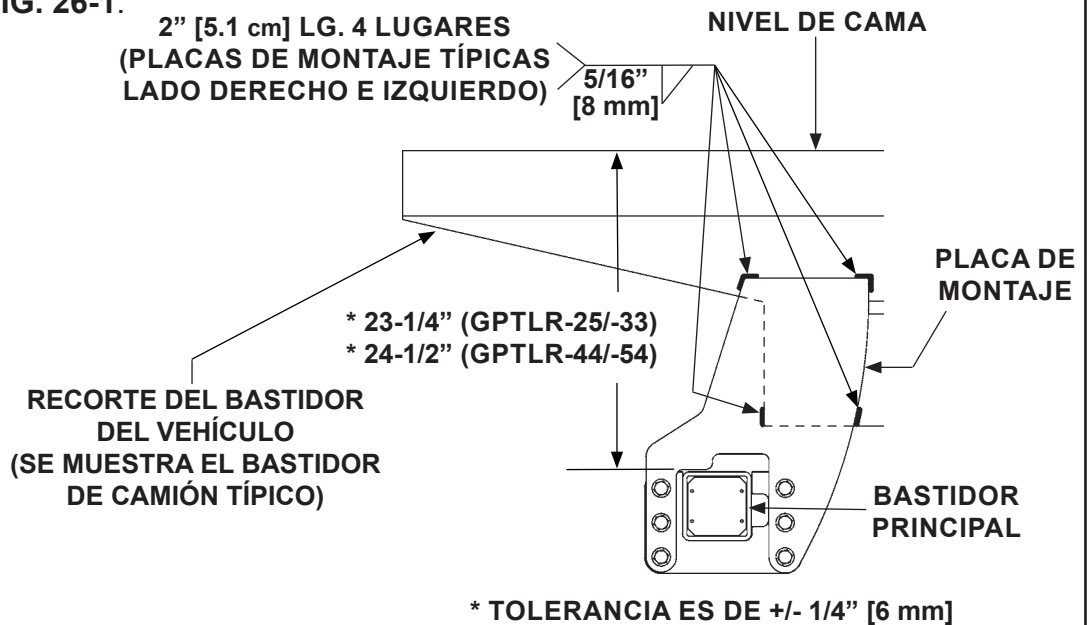 IG. 26-1.
2” [5.1 cm] LG. 4 LUGARES
(PLACAS DE MONTAJE TÍPICAS
LADO DERECHO E IZQUIERDO)
5/16”
[8 mm]
NIVEL DE CAMA
PLACA DE
MONTAJE
* 23-1/4” (GPTLR-25/-33)
* 24-1/2” (GPTLR-44/-54)
RECORTE DEL BASTIDOR
DEL VEHÍCULO
(SE MUESTRA EL BASTIDOR
DE CAMIÓN TÍPICO)
BASTIDOR
PRINCIPAL
* TOLERANCIA ES DE +/- 1/4” [6 mm]